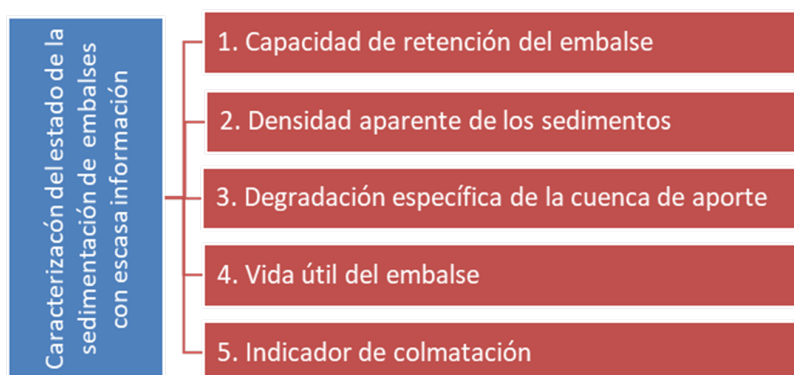 Caracterizacón del estado de la
sedimentación de embalses
con escasa información
1. Capacidad de retención del embalse
2. Densidad aparente de los sedimentos
3. Degradación específica de la cuenca de aporte
4. Vida útil del embalse
5. Indicador de colmatación